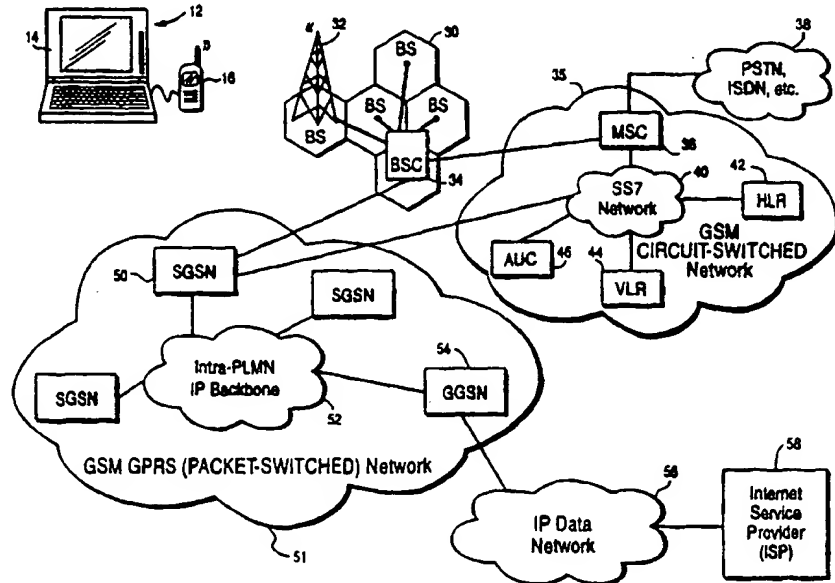 12
14
16
32
BS
30
BS
BS
BS
BSC
34
38
PSTN,
ISDN, etc.
35
MSC
36
40
SS7
Network
42
HLR
GSM
CIRCUIT-SWITCHED
Network
AUC
46
44
VLR
50
SGSN
SGSN
Intra-PLMN
IP Backbone
52
SGSN
54
GGSN
GSM GPRS (PACKET-SWITCHED) Network
51
56
IP Data
Network
58
Internet
Service
Provider
(ISP)